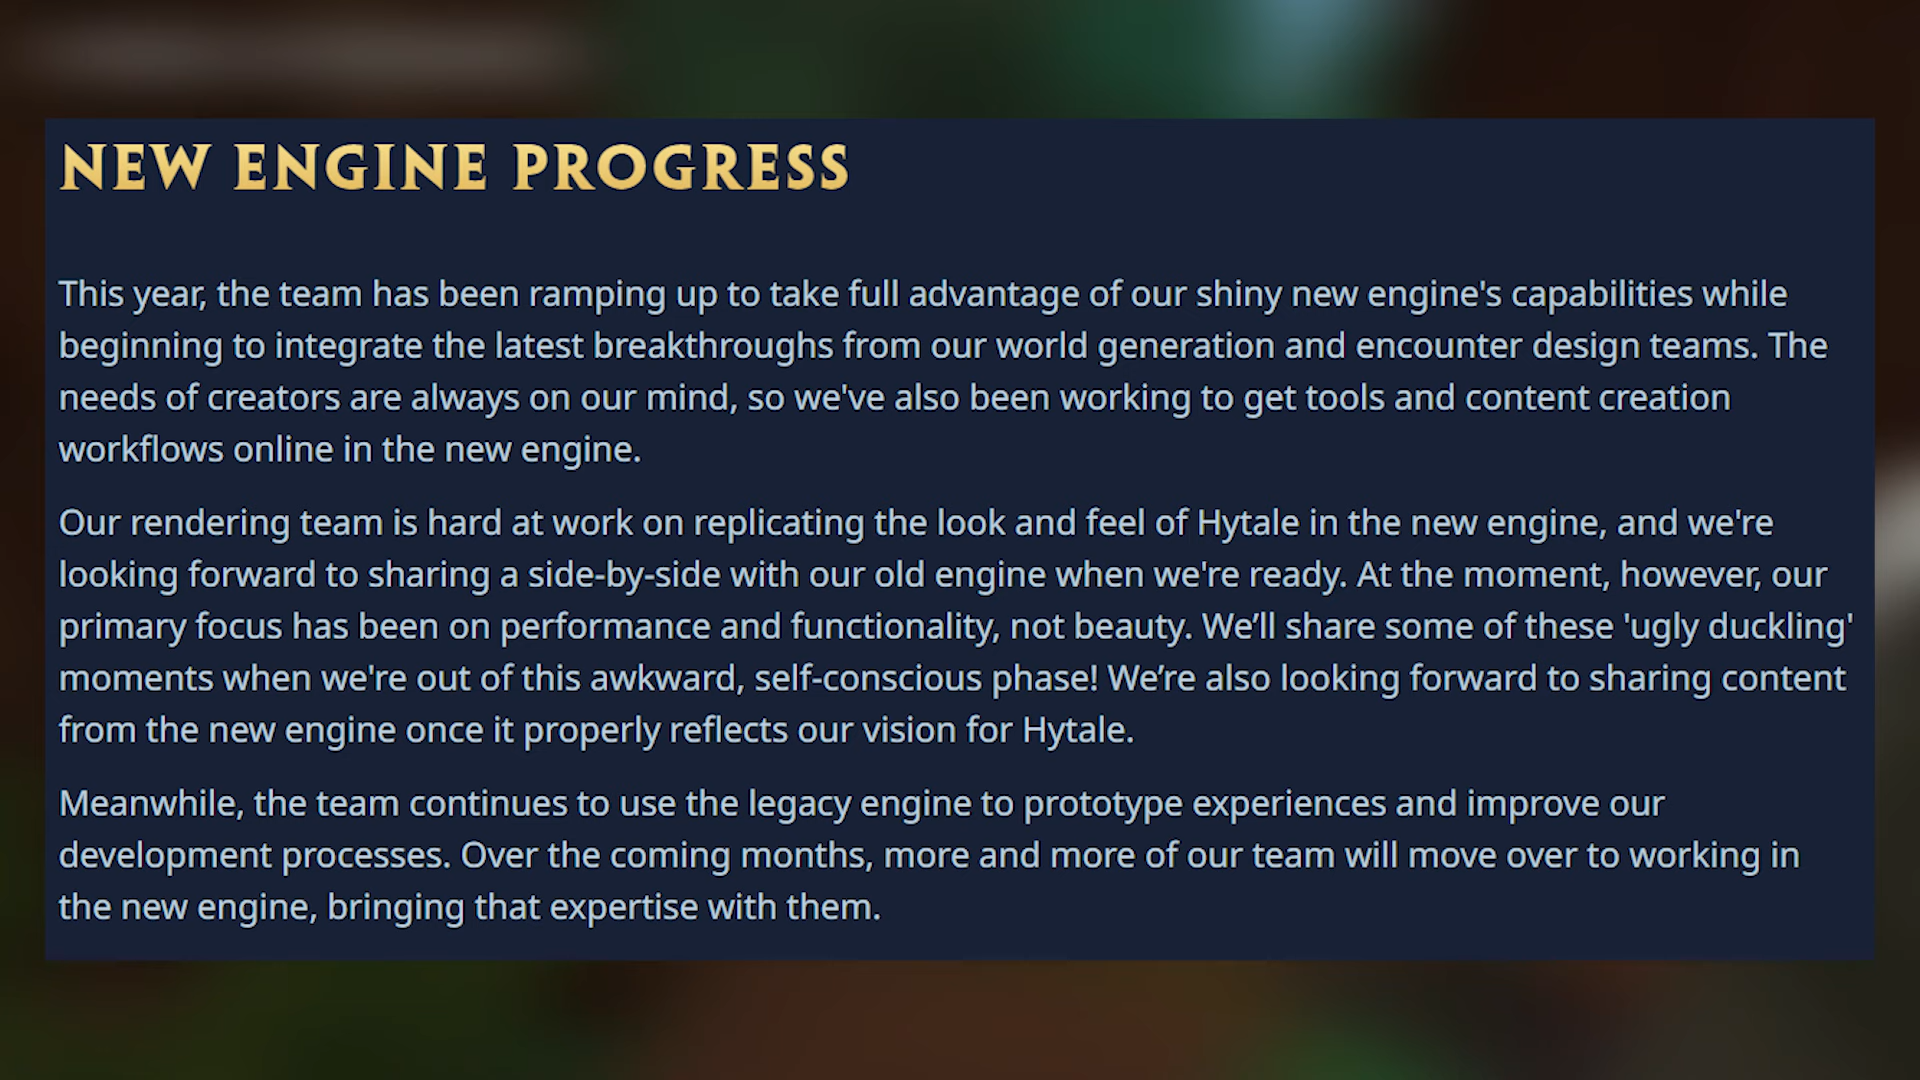 NEW ENGINE PROGRESS
This year, the team has been ramping up to take full advantage of our shiny new engine's capabilities while
beginning to integrate the latest breakthroughs from our world generation and encounter design teams. The
needs of creators are always on our mind, so we've also been working to get tools and content creation
workflows online in the new engine.
Our rendering team is hard at work on replicating the look and feel of Hytale in the new engine, and we're
looking forward to sharing a side-by-side with our old engine when we're ready. At the moment, however, our
primary focus has been on performance and functionality, not beauty. We’ll share some of these 'ugly duckling'
moments when we're out of this awkward, self-conscious phase! We’re also looking forward to sharing content
from the new engine once it properly reflects our vision for Hytale.
Meanwhile, the team continues to use the legacy engine to prototype experiences and improve our
development processes. Over the coming months, more and more of our team will move over to working in
the new engine, bringing that expertise with them.